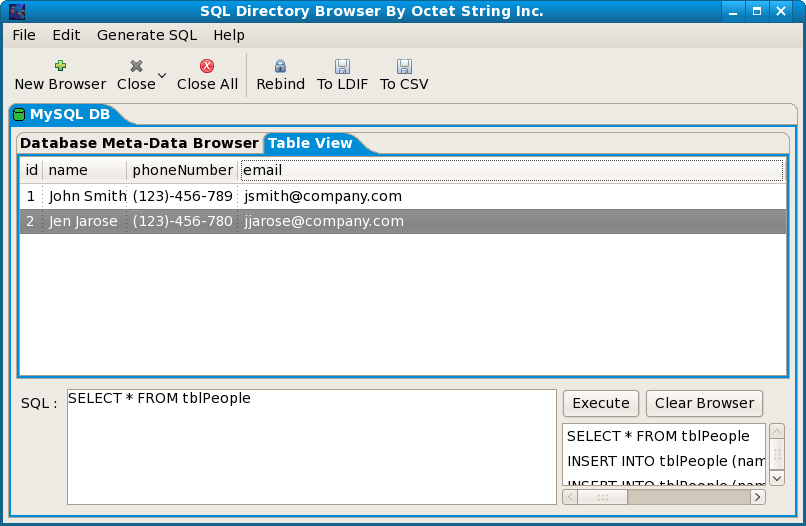 SQL Directory Browser By Octet String Inc.
File Edit Generate SQL Help
New Browser Close Close All Rebind To LDIF To CSV
MySQL DB
Database Meta-Data Browser Table View
id name phoneNumber email
1 John Smith (123)-456-789 jsmith@company.com
2 Jen Jarose (123)-456-780 jjarose@company.com
SQL : SELECT * FROM tblPeople Execute Clear Browser
SELECT * FROM tblPeople
INSERT INTO tblPeople (nam
INSERT INTO tblPeople (nam